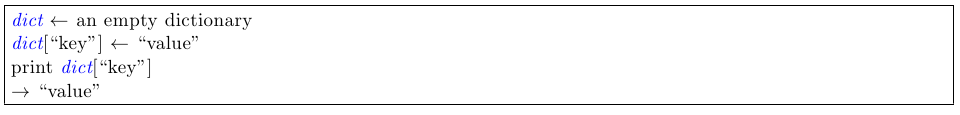 dict ← an empty dictionary
dict[“key”] ← “value”
print dict[“key”]
→ “value”